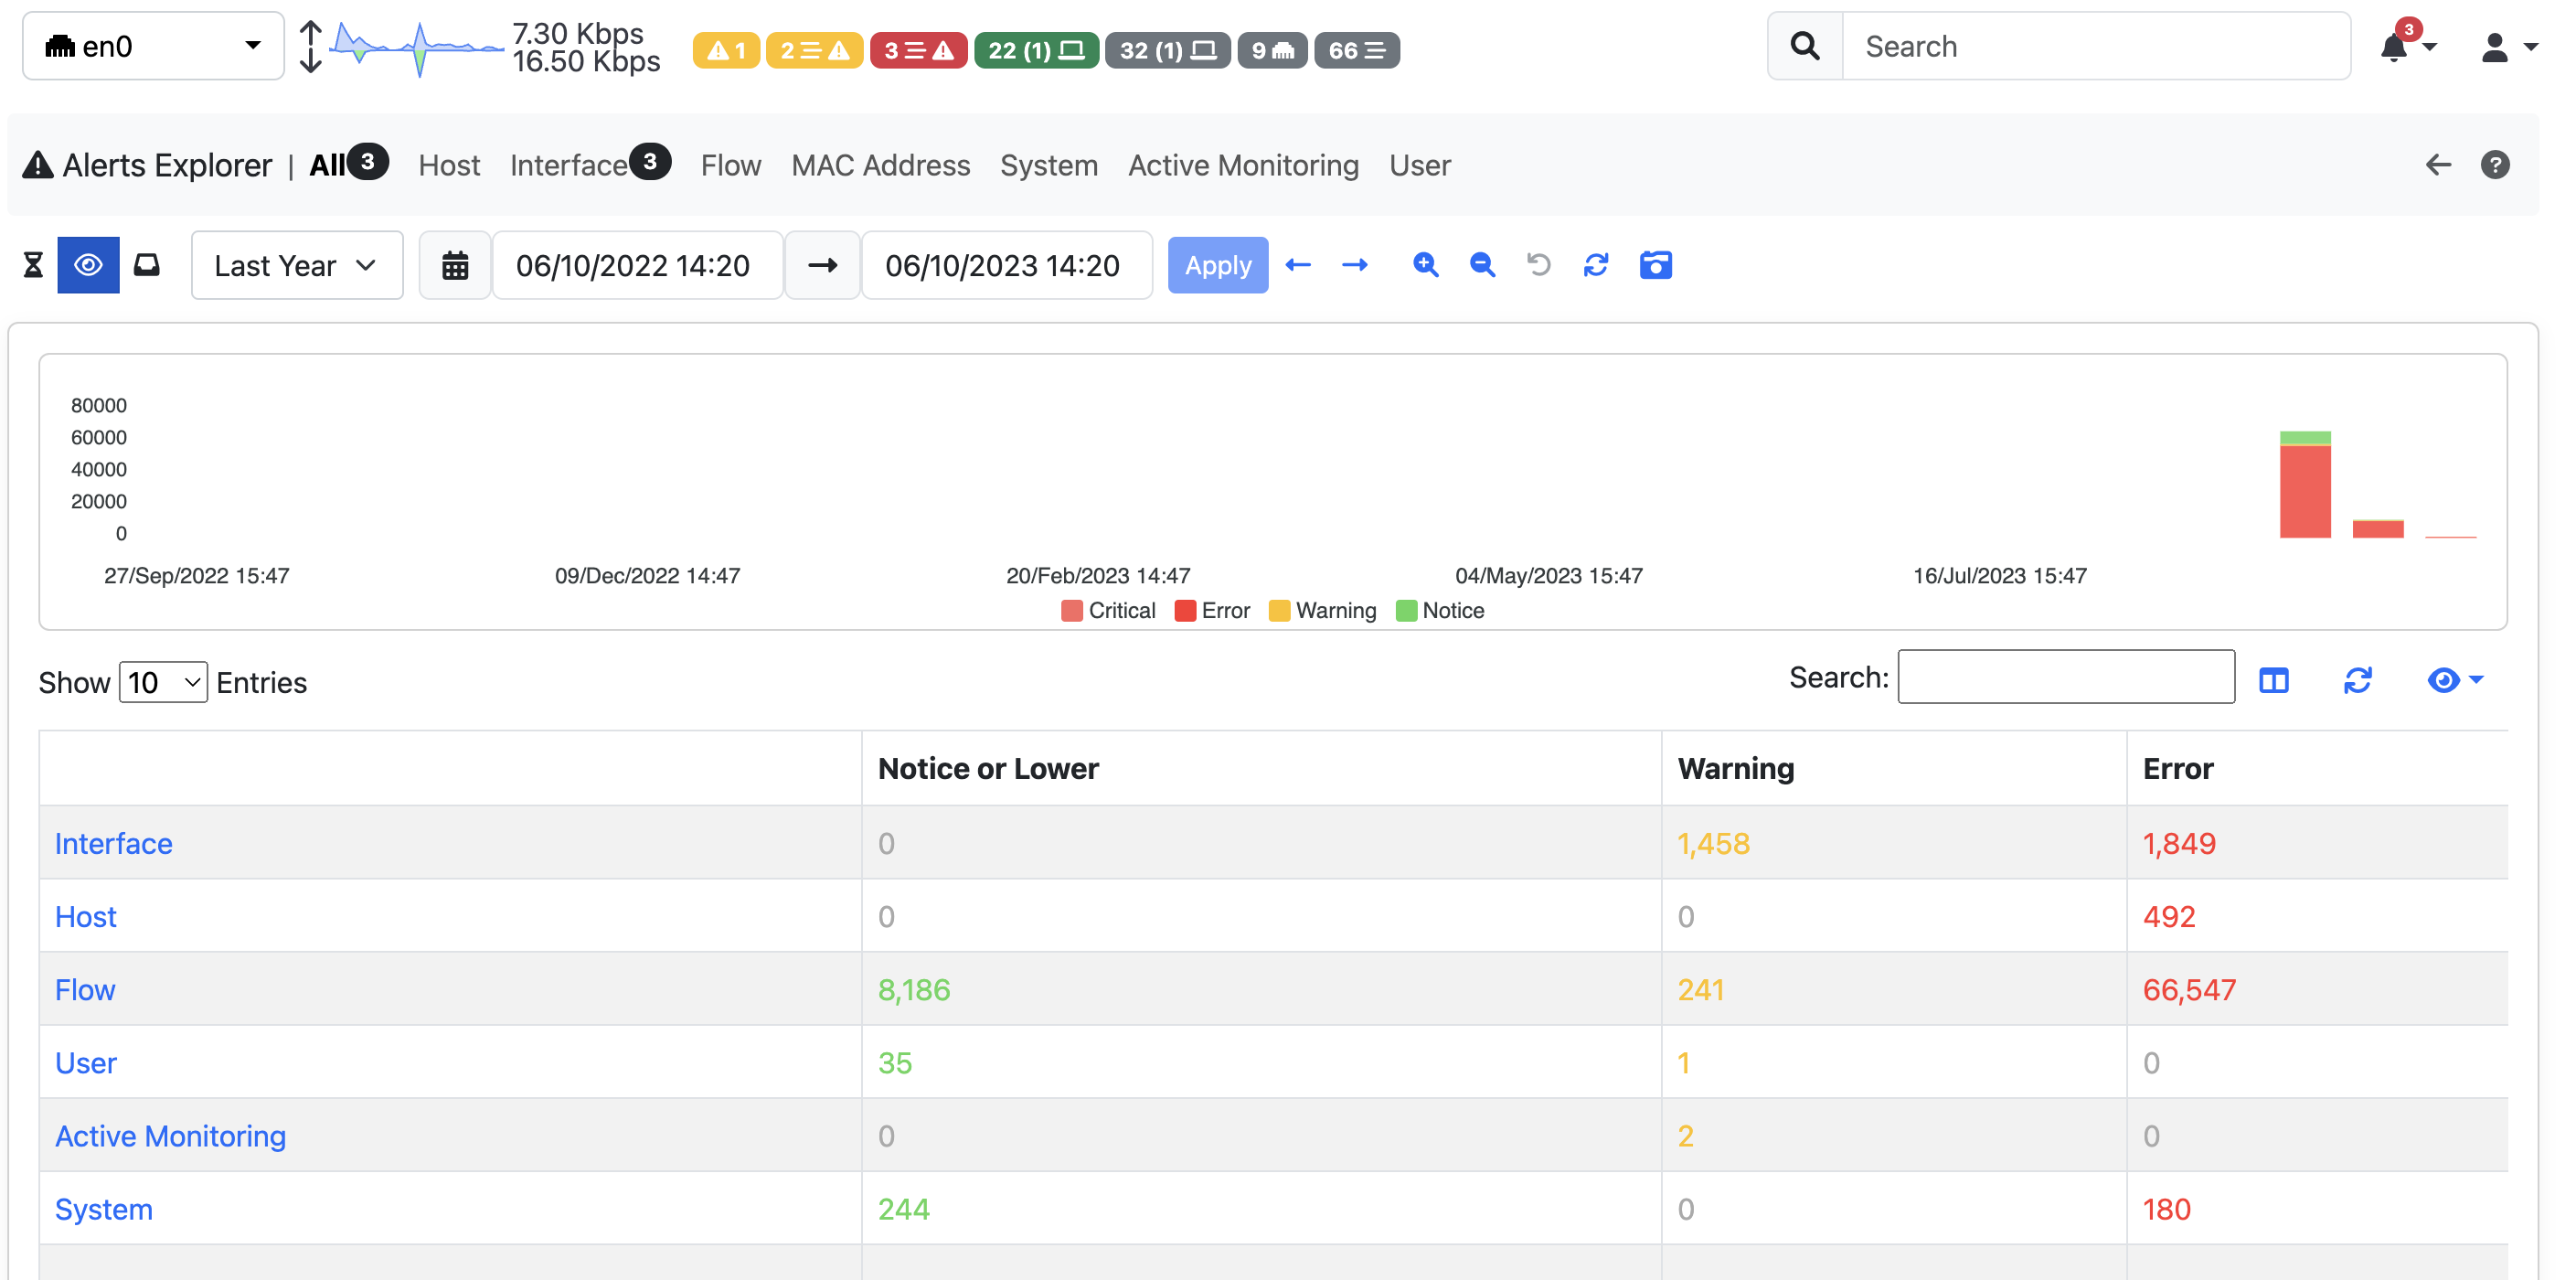 en0
7.30 Kbps
16.50 Kbps
1
2
3
22 (1)
32 (1)
9
66
Search
3
Alerts Explorer | All 3 Host Interface 3 Flow MAC Address System Active Monitoring User
?
Last Year
06/10/2022 14:20
06/10/2023 14:20
Apply
80000
60000
40000
20000
0
27/Sep/2022 15:47 09/Dec/2022 14:47 20/Feb/2023 14:47 04/May/2023 15:47 16/Jul/2023 15:47
Critical Error Warning Notice
Show 10 Entries
Search:
Notice or Lower Warning Error
Interface 0 1,458 1,849
Host 0 0 492
Flow 8,186 241 66,547
User 35 1 0
Active Monitoring 0 2 0
System 244 0 180